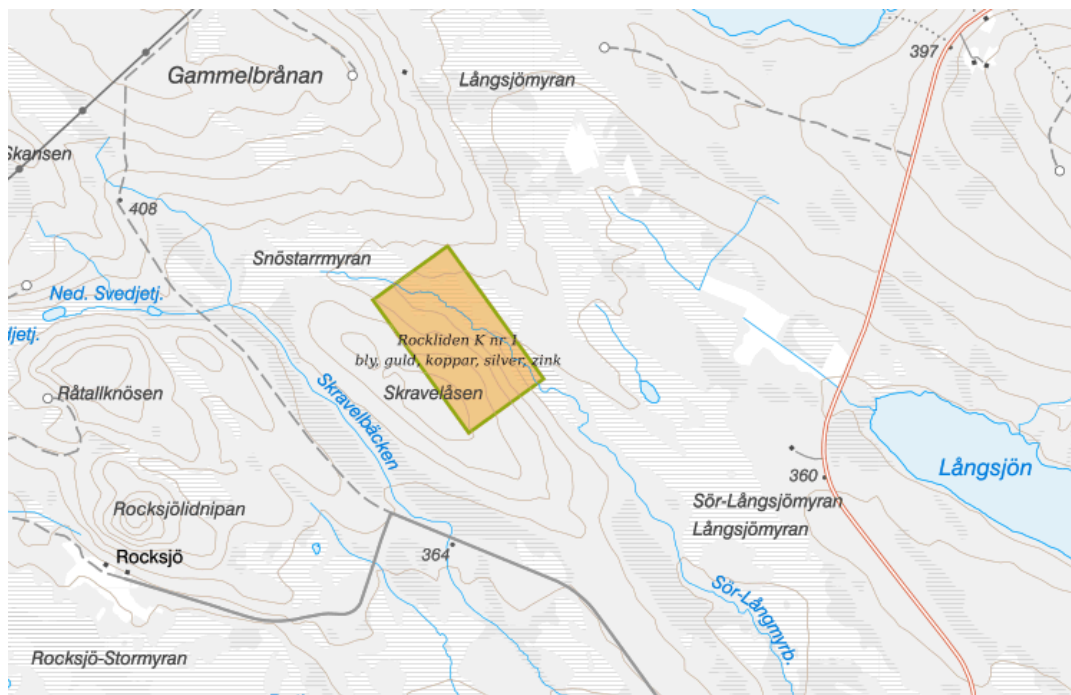 Gammelbrånan
Långsjömyran
397
Skansen
408
Snöstarrmyran
Ned. Svedjetj.
Rockliden K nr 1
bly, guld, koppar, silver, zink
Råtallknösen
Skravelåsen
Skravelbäcken
Långsjön
360
Sör-Långsjömyran
Långsjömyran
Rocksjölidnipan
Rocksjö
364
Sör-Långmyrb.
Rocksjö-Stormyran